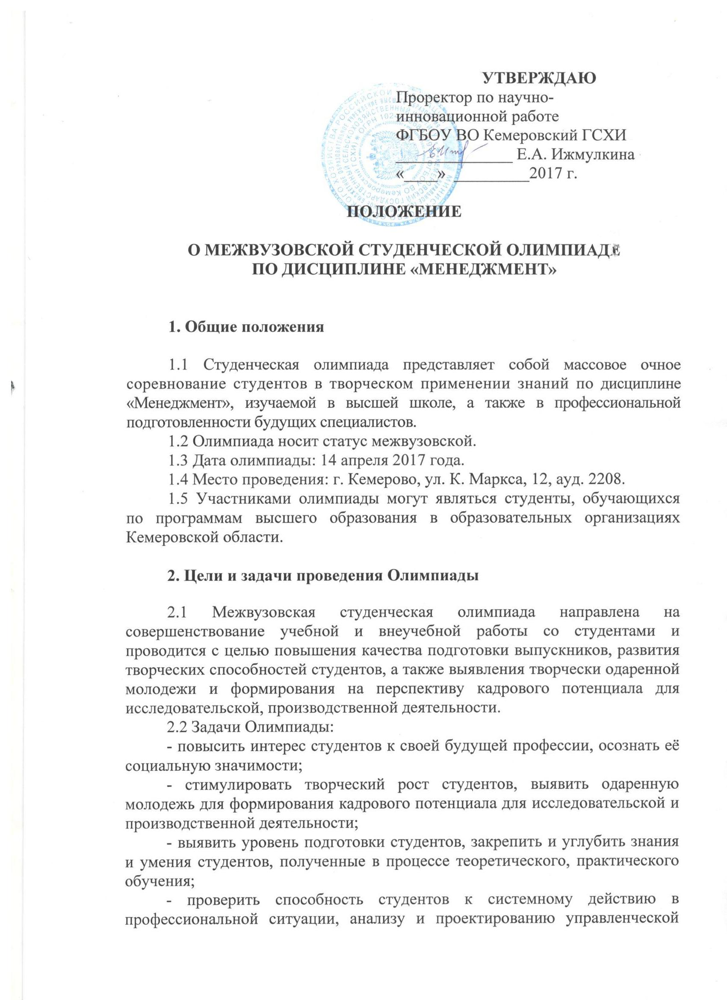 УТВЕРЖДАЮ
Проректор по научно-
инновационной работе
ФГБОУ ВО Кемеровский ГСХИ
______________ Е.А. Ижмулкина
«____» _________2017 г.
ПОЛОЖЕНИЕ
О МЕЖВУЗОВСКОЙ СТУДЕНЧЕСКОЙ ОЛИМПИАДЕ
ПО ДИСЦИПЛИНЕ «МЕНЕДЖМЕНТ»
1. Общие положения
1.1 Студенческая олимпиада представляет собой массовое очное
соревнование студентов в творческом применении знаний по дисциплине
«Менеджмент», изучаемой в высшей школе, а также в профессиональной
подготовленности будущих специалистов.
1.2 Олимпиада носит статус межвузовской.
1.3 Дата олимпиады: 14 апреля 2017 года.
1.4 Место проведения: г. Кемерово, ул. К. Маркса, 12, ауд. 2208.
1.5 Участниками олимпиады могут являться студенты, обучающихся
по программам высшего образования в образовательных организациях
Кемеровской области.
2. Цели и задачи проведения Олимпиады
2.1 Межвузовская студенческая олимпиада направлена на
совершенствование учебной и внеучебной работы со студентами и
проводится с целью повышения качества подготовки выпускников, развития
творческих способностей студентов, а также выявления творчески одаренной
молодежи и формирования на перспективу кадрового потенциала для
исследовательской, производственной деятельности.
2.2 Задачи Олимпиады:
- повысить интерес студентов к своей будущей профессии, осознать её
социальную значимости;
- стимулировать творческий рост студентов, выявить одаренную
молодежь для формирования кадрового потенциала для исследовательской и
производственной деятельности;
- выявить уровень подготовки студентов, закрепить и углубить знания
и умения студентов, полученные в процессе теоретического, практического
обучения;
- проверить способность студентов к системному действию в
профессиональной ситуации, анализу и проектированию управленческой